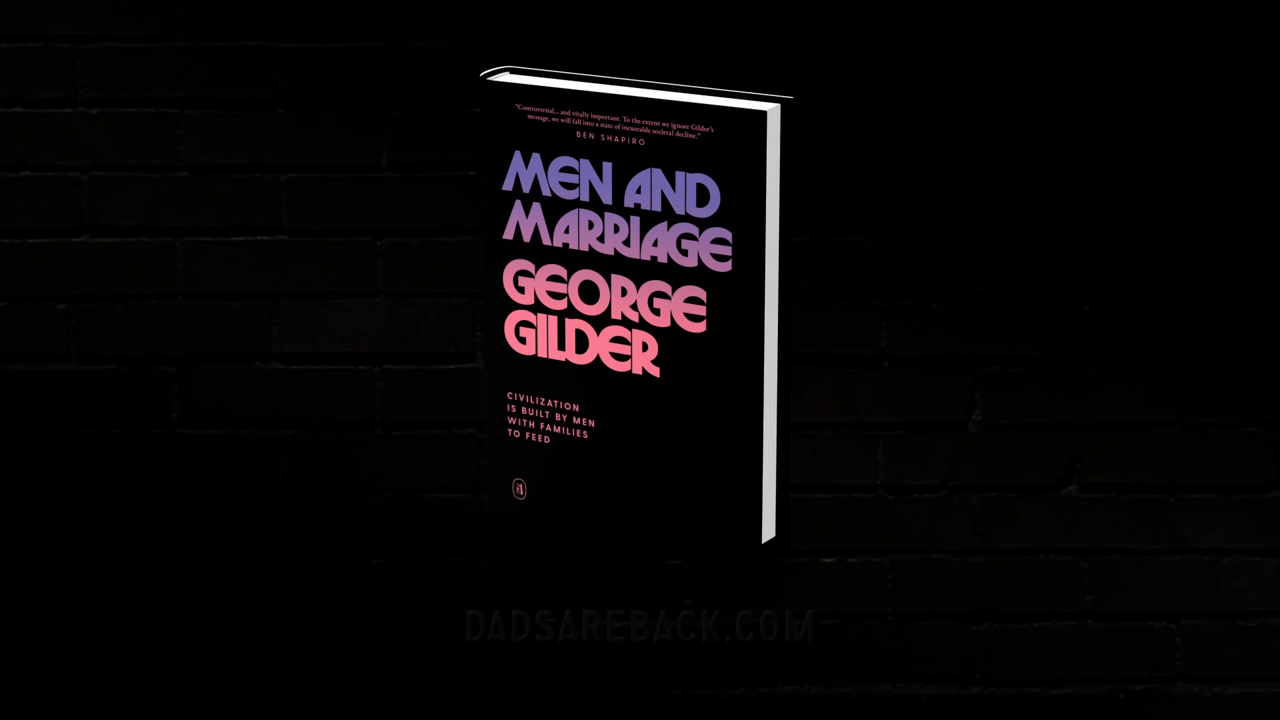 "Controversial... and vitally important. To the extent we ignore Gilder's
message, we will fall into a state of inexorable societal decline."
BEN SHAPIRO
MEN AND
MARRIAGE
GEORGE
GILDER
CIVILIZATION
IS BUILT BY MEN
WITH FAMILIES
TO FEED
DADSAREBACK.COM